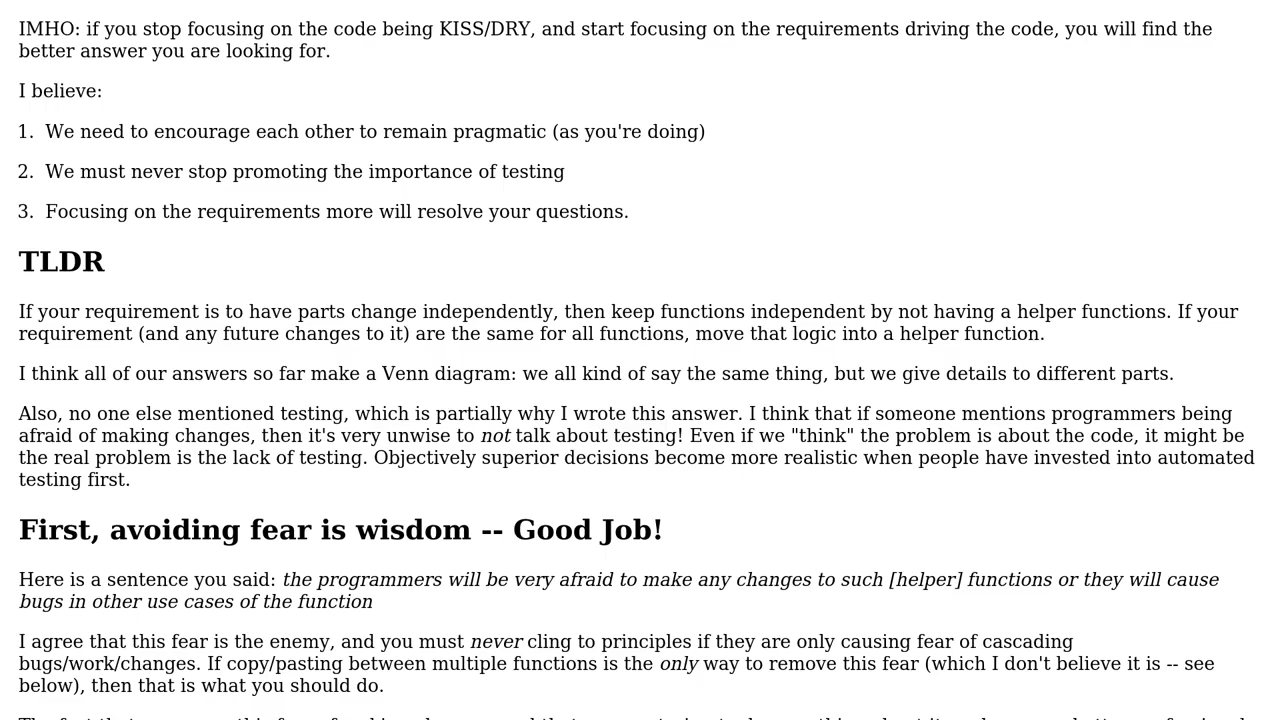 IMHO: if you stop focusing on the code being KISS/DRY, and start focusing on the requirements driving the code, you will find the
better answer you are looking for.
I believe:
1. We need to encourage each other to remain pragmatic (as you're doing)
2. We must never stop promoting the importance of testing
3. Focusing on the requirements more will resolve your questions.
TLDR
If your requirement is to have parts change independently, then keep functions independent by not having a helper functions. If your
requirement (and any future changes to it) are the same for all functions, move that logic into a helper function.
I think all of our answers so far make a Venn diagram: we all kind of say the same thing, but we give details to different parts.
Also, no one else mentioned testing, which is partially why I wrote this answer. I think that if someone mentions programmers being
afraid of making changes, then it's very unwise to not talk about testing! Even if we "think" the problem is about the code, it might be
the real problem is the lack of testing. Objectively superior decisions become more realistic when people have invested into automated
testing first.
First, avoiding fear is wisdom -- Good Job!
Here is a sentence you said: the programmers will be very afraid to make any changes to such [helper] functions or they will cause
bugs in other use cases of the function
I agree that this fear is the enemy, and you must never cling to principles if they are only causing fear of cascading
bugs/work/changes. If copy/pasting between multiple functions is the only way to remove this fear (which I don't believe it is -- see
below), then that is what you should do.